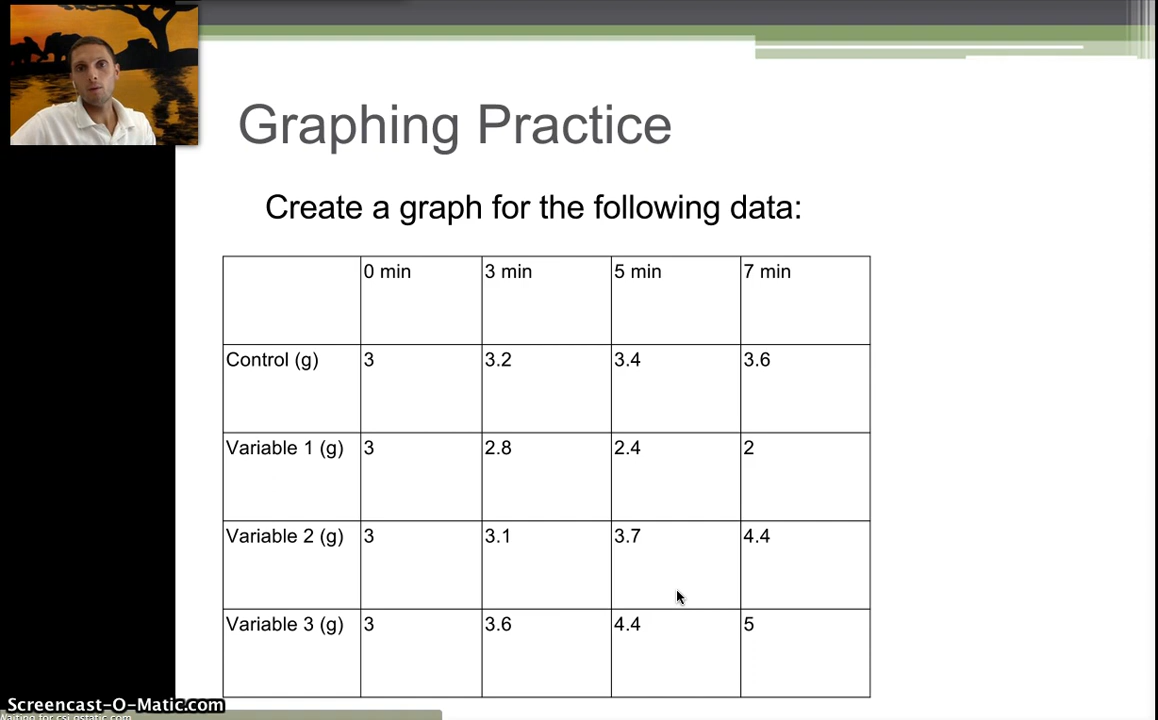 Graphing Practice
Create a graph for the following data:
0 min 3 min 5 min 7 min
Control (g) 3 3.2 3.4 3.6
Variable 1 (g) 3 2.8 2.4 2
Variable 2 (g) 3 3.1 3.7 4.4
Variable 3 (g) 3 3.6 4.4 5
Screencast-O-Matic.com